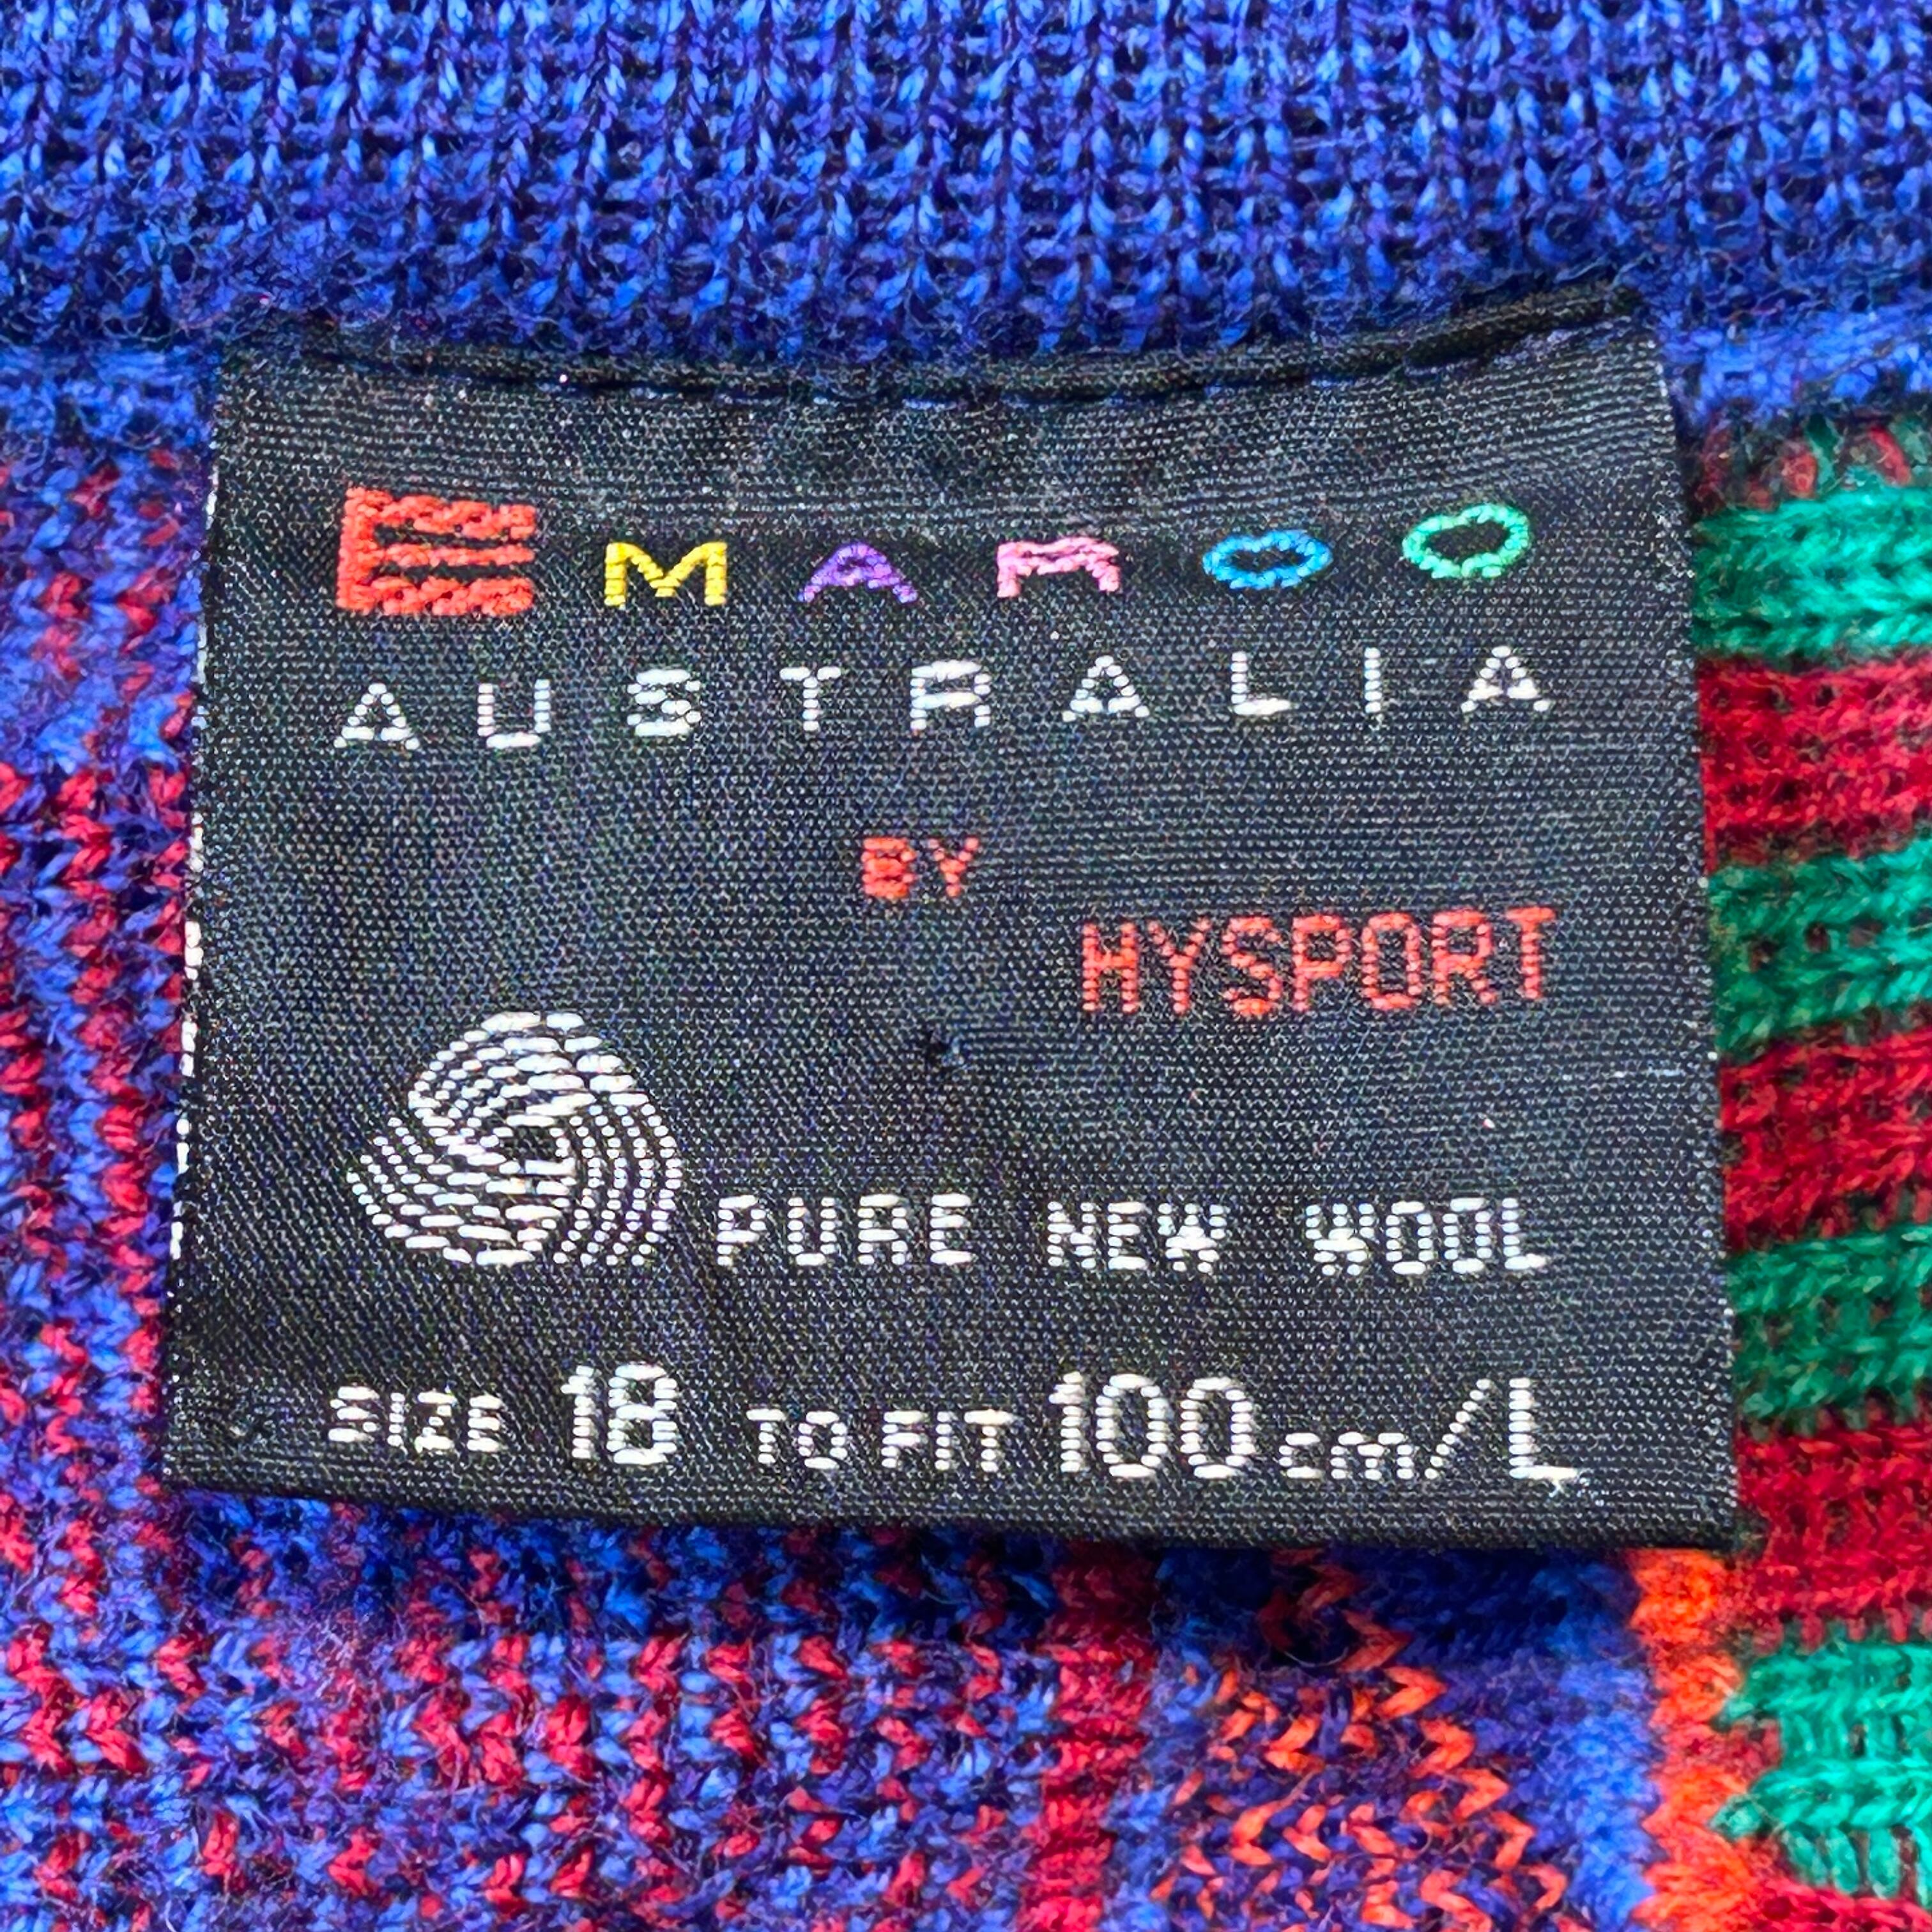 EMAROO
AUSTRALIA
BY
HYSPORT
PURE NEW WOOL
SIZE 18 TO FIT 100cm/L